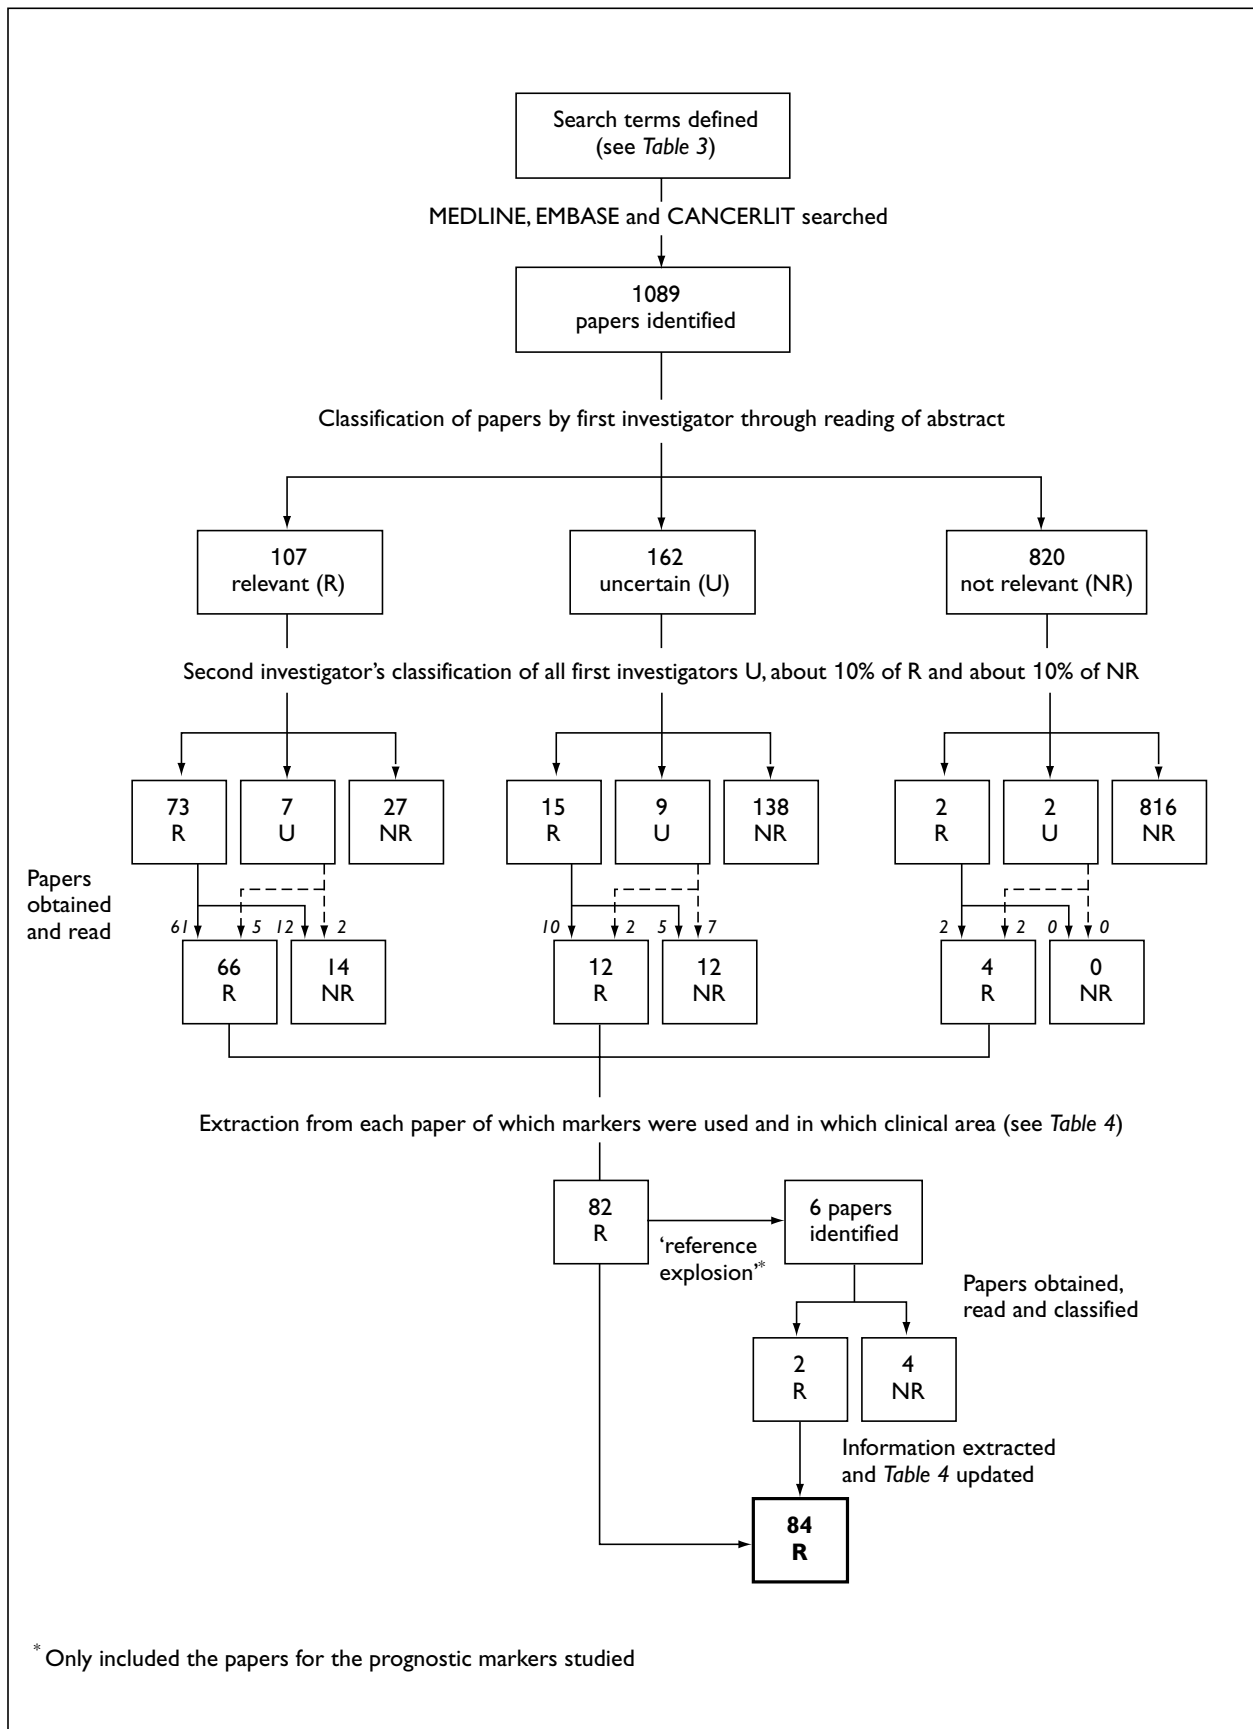 Search terms defined
(see Table 3)
MEDLINE, EMBASE and CANCERLIT searched
1089
papers identified
Classification of papers by first investigator through reading of abstract
107
relevant (R)
162
uncertain (U)
820
not relevant (NR)
Second investigator’s classification of all first investigators U, about 10% of R and about 10% of NR
73
R
7
U
27
NR
15
R
9
U
138
NR
2
R
2
U
816
NR
Papers
obtained
and read
61 5 12 2
10 2 5 7
2 2 0 0
66
R
14
NR
12
R
12
NR
4
R
0
NR
Extraction from each paper of which markers were used and in which clinical area (see Table 4)
82
R
‘reference
explosion’*
6 papers
identified
Papers obtained,
read and classified
2
R
4
NR
Information extracted
and Table 4 updated
84
R
* Only included the papers for the prognostic markers studied